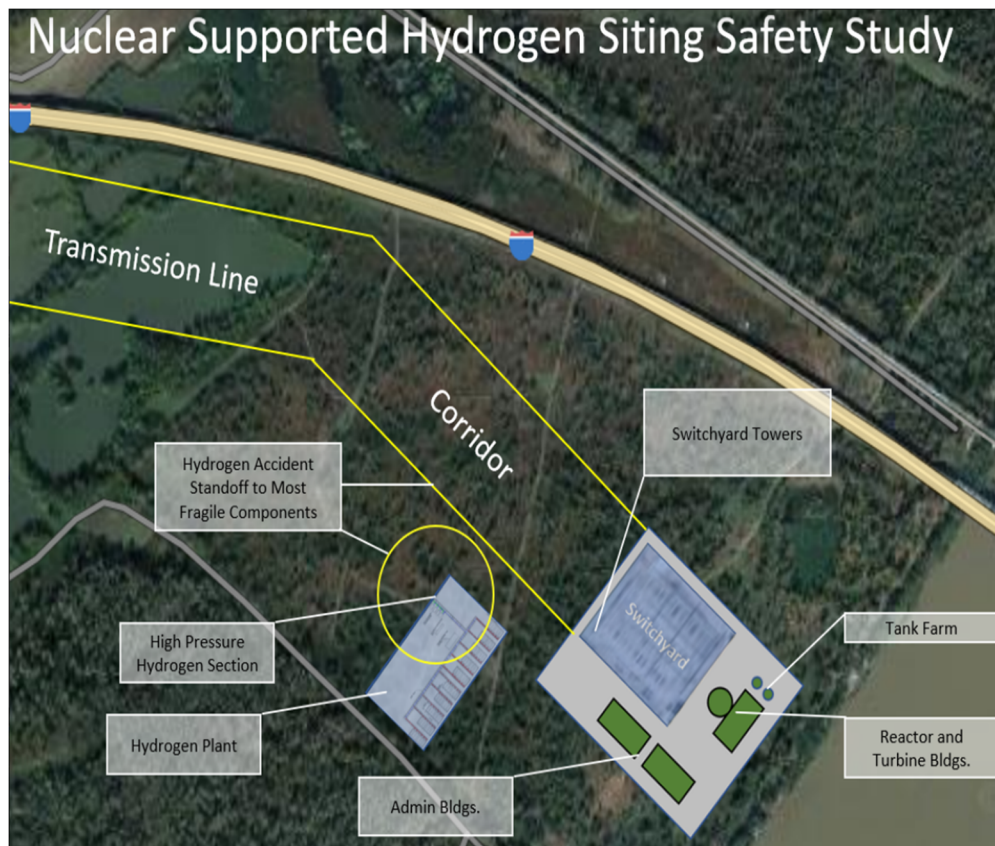 Nuclear Supported Hydrogen Siting Safety Study
Transmission Line
Corridor
Switchyard Towers
Hydrogen Accident
Standoff to Most
Fragile Components
Switchyard
Tank Farm
High Pressure
Hydrogen Section
Reactor and
Turbine Bldgs.
Hydrogen Plant
Admin Bldgs.